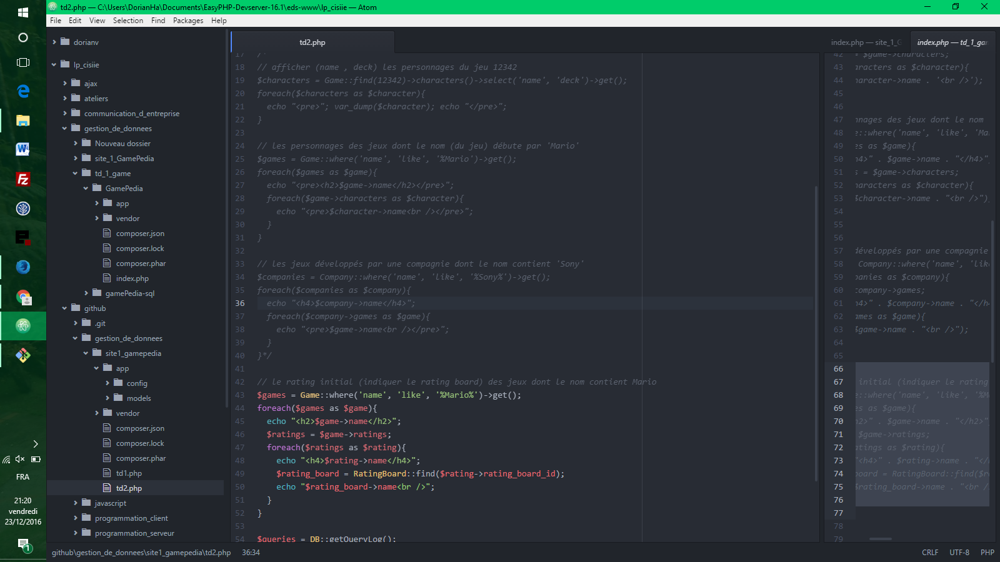 td2.php — C:\Users\DorianHa\Documents\EasyPHP-Devserver-16.1\eds-www\lp_cisiie — Atom
File Edit View Selection Find Packages Help
dorianv
lp_cisiie
ajax
ateliers
communication_d_entreprise
gestion_de_donnees
Nouveau dossier
site_1_GamePedia
td_1_game
GamePedia
app
vendor
composer.json
composer.lock
composer.phar
index.php
gamePedia-sql
github
.git
gestion_de_donnees
site1_gamepedia
app
config
models
vendor
composer.json
composer.lock
composer.phar
td1.php
td2.php
javascript
programmation_client
programmation_serveur
FRA
21:20
vendredi
23/12/2016
1
td2.php
17 /*
18 // afficher (name , deck) les personnages du jeu 12342
19 $characters = Game::find(12342)->characters()->select('name', 'deck')->get();
20 foreach($characters as $character){
21 echo "<pre>"; var_dump($character); echo "</pre>";
22 }
23
24 // les personnages des jeux dont le nom (du jeu) débute par 'Mario'
25 $games = Game::where('name', 'like', '%Mario')->get();
26 foreach($games as $game){
27 echo "<pre><h2>$game->name</h2></pre>";
28 foreach($game->characters as $character){
29 echo "<pre>$character->name<br /></pre>";
30 }
31 }
32
33 // les jeux développés par une compagnie dont le nom contient 'Sony'
34 $companies = Company::where('name', 'like', '%Sony%')->get();
35 foreach($companies as $company){
36 echo "<h4>$company->name</h4>";
37 foreach($company->games as $game){
38 echo "<pre>$game->name<br /></pre>";
39 }
40 }*/
41
42 // le rating initial (indiquer le rating board) des jeux dont le nom contient Mario
43 $games = Game::where('name', 'like', '%Mario%')->get();
44 foreach($games as $game){
45 echo "<h2>$game->name</h2>";
46 $ratings = $game->ratings;
47 foreach($ratings as $rating){
48 echo "<h4>$rating->name</h4>";
49 $rating_board = RatingBoard::find($rating->rating_board_id);
50 echo "$rating_board->name<br />";
51 }
52 }
53
54 $queries = DB::getQueryLog();
index.php — site_1_G
index.php — td_1_gam
42 = $game->characters;
43 aracters as $character){
44 haracter->name . '<br />');
45
46
47 nnages des jeux dont le nom
48 e::where('name', 'like', 'Ma
49 es as $game){
50 h4>" . $game->name . "</h4>"
51 s = $game->characters;
52 haracters as $character){
53 $character->name . "<br />")
54
55
56
57 développés par une compagnie
58 Company::where('name', 'lik
59 panies as $company){
60 company->games;
61 h4>" . $company->name . "</h
62 ames as $game){
63 $game->name . "<br />");
64
65
66
67 initial (indiquer le rating
68 e::where('name', 'like', '%M
69 es as $game){
70 h2>" . $game->name . "</h2>"
71 $game->ratings;
72 atings as $rating){
73 "<h4>" . $rating->name . "</
74 board = RatingBoard::find($r
75 $rating_board->name . "<br /
76
77
78
79
github\gestion_de_donnees\site1_gamepedia\td2.php 36:34
CRLF UTF-8 PHP